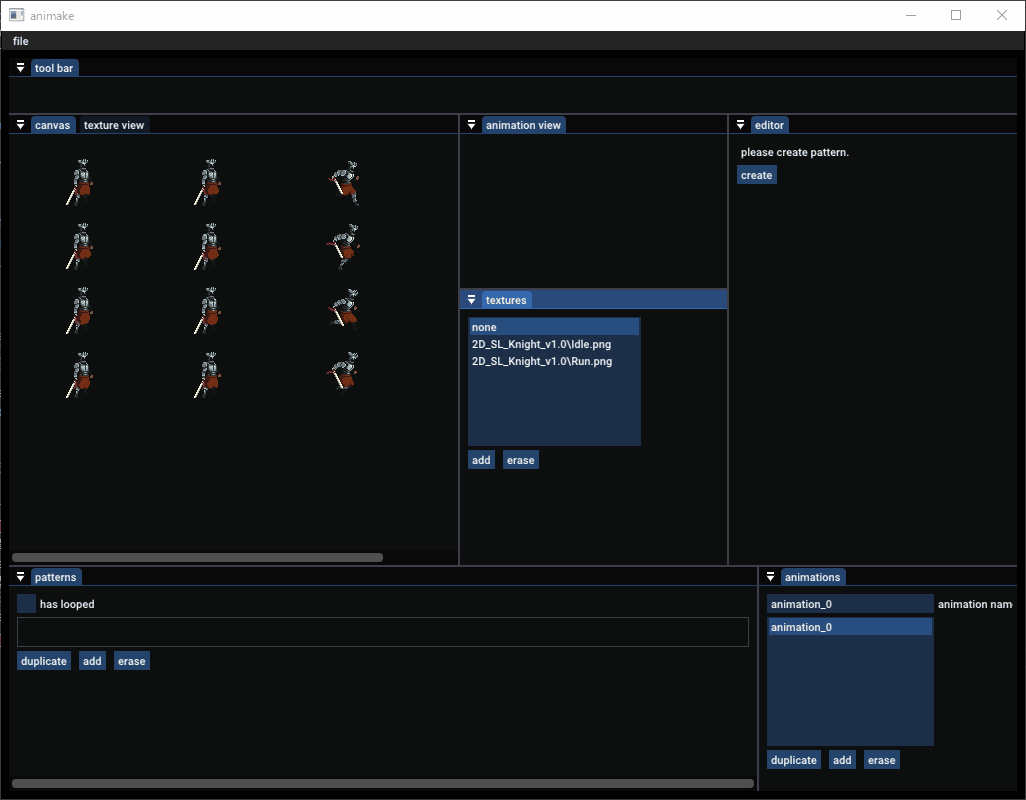 animake
file
tool bar
canvas texture view
animation view
editor
please create pattern.
create
textures
none
2D_SL_Knight_v1.0\Idle.png
2D_SL_Knight_v1.0\Run.png
add erase
patterns
has looped
duplicate add erase
animations
animation_0 animation nam
animation_0
duplicate add erase